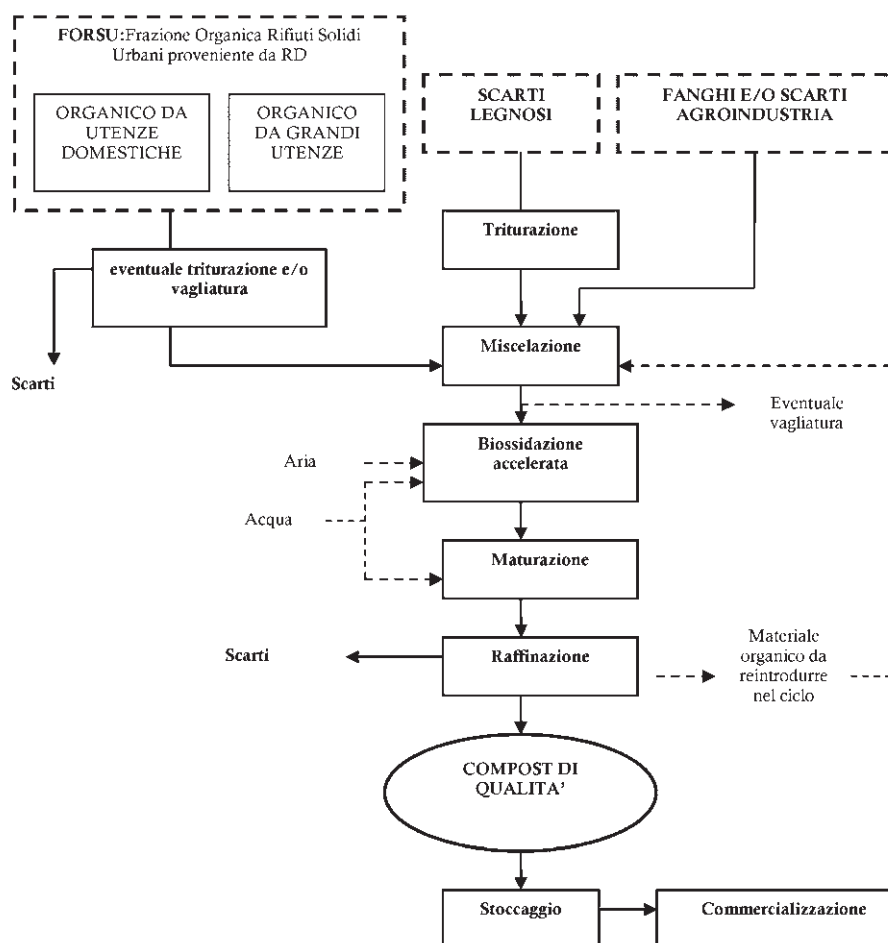 FORSU:Frazione Organica Rifiuti Solidi
Urbani proveniente da RD
ORGANICO DA
UTENZE
DOMESTICHE
ORGANICO
DA GRANDI
UTENZE
SCARTI
LEGNOSI
FANGHI E/O SCARTI
AGROINDUSTRIA
Triturazione
eventuale triturazione e/o
vagliatura
Scarti
Miscelazione
Eventuale
vagliatura
Biossidazione
accelerata
Aria
Acqua
Maturazione
Scarti
Raffinazione
Materiale
organico da
reintrodurre
nel ciclo
COMPOST DI
QUALITA’
Stoccaggio
Commercializzazione